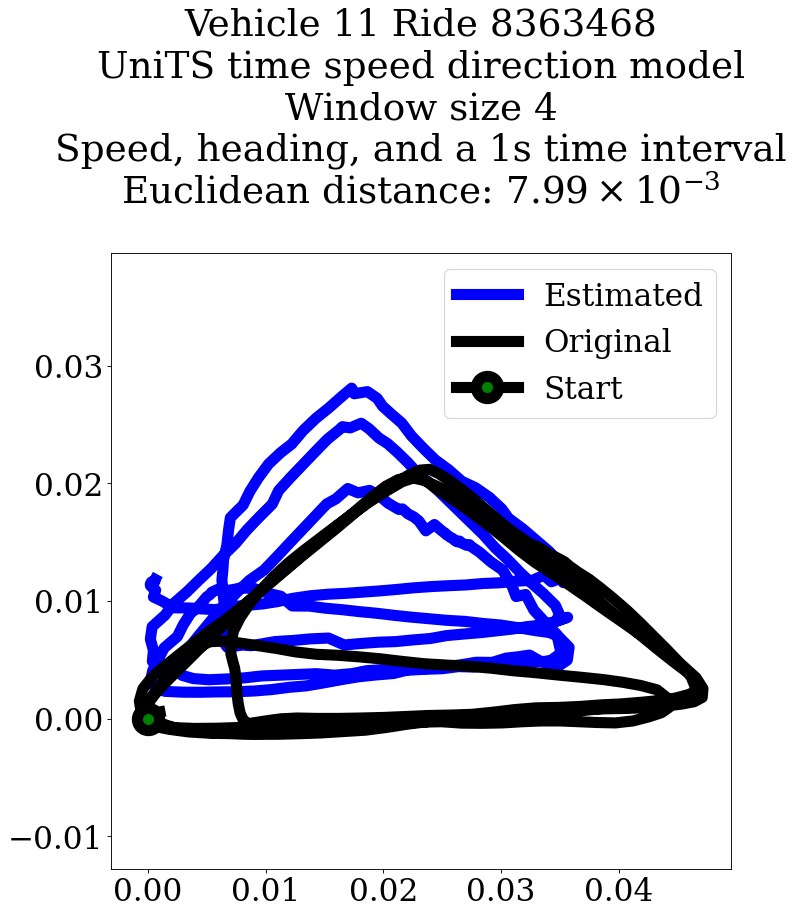 Vehicle 11 Ride 8363468
UniTS time speed direction model
Window size 4
Speed, heading, and a 1s time interval
Euclidean distance: 7.99 × 10⁻³
Estimated
Original
Start
0.03
0.02
0.01
0.00
−0.01
0.00 0.01 0.02 0.03 0.04